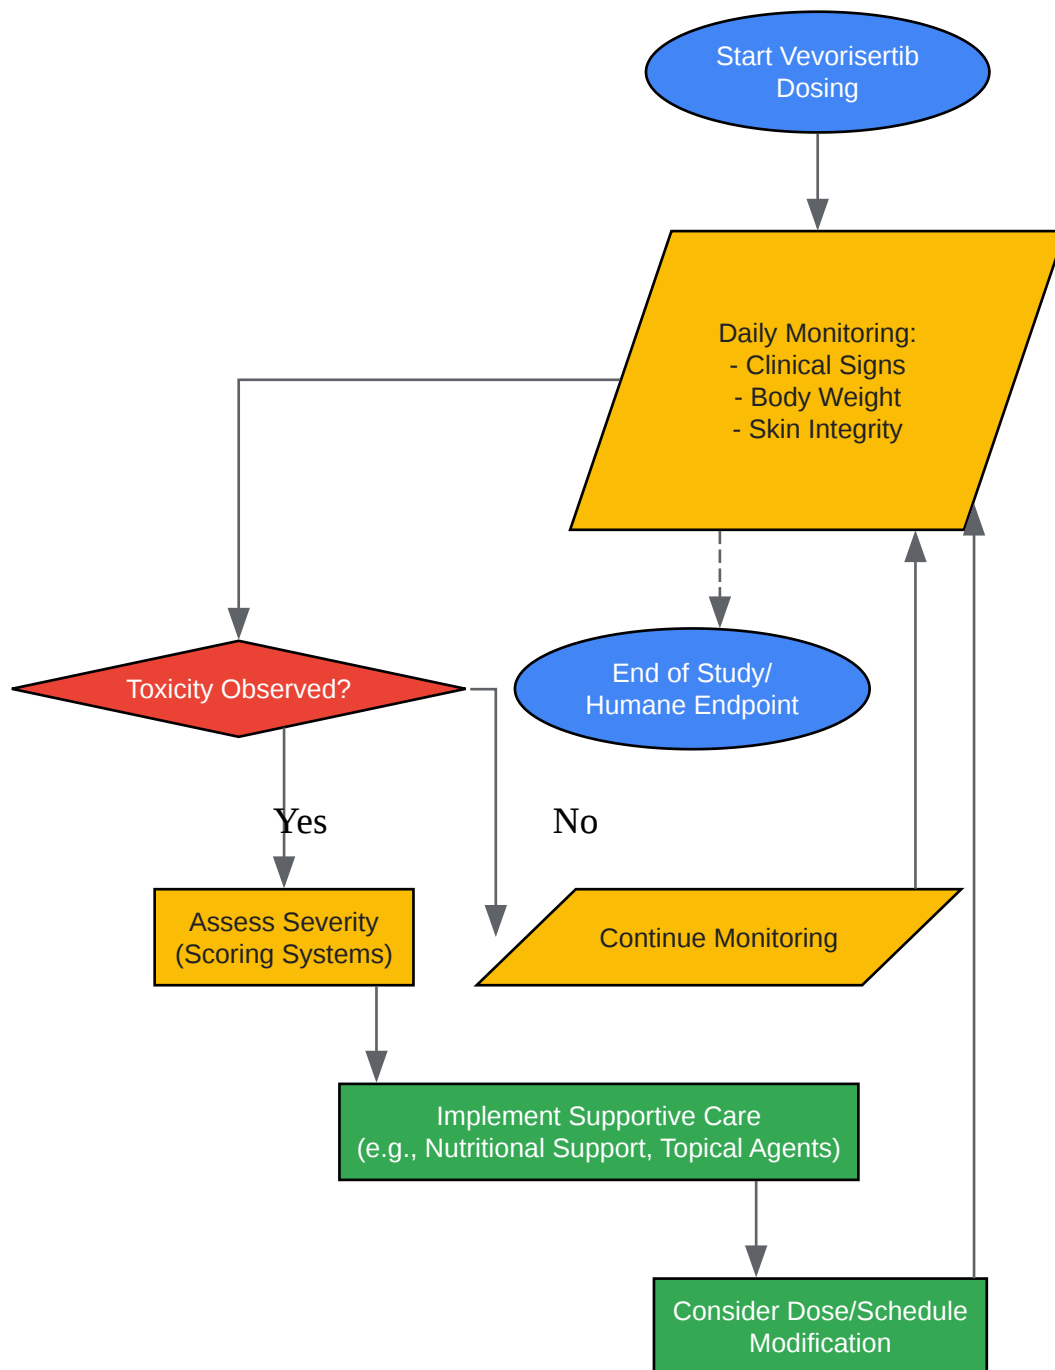 Start Vevorisertib
Dosing
Daily Monitoring:
- Clinical Signs
- Body Weight
- Skin Integrity
Toxicity Observed?
End of Study/
Humane Endpoint
Yes
No
Assess Severity
(Scoring Systems)
Continue Monitoring
Implement Supportive Care
(e.g., Nutritional Support, Topical Agents)
Consider Dose/Schedule
Modification